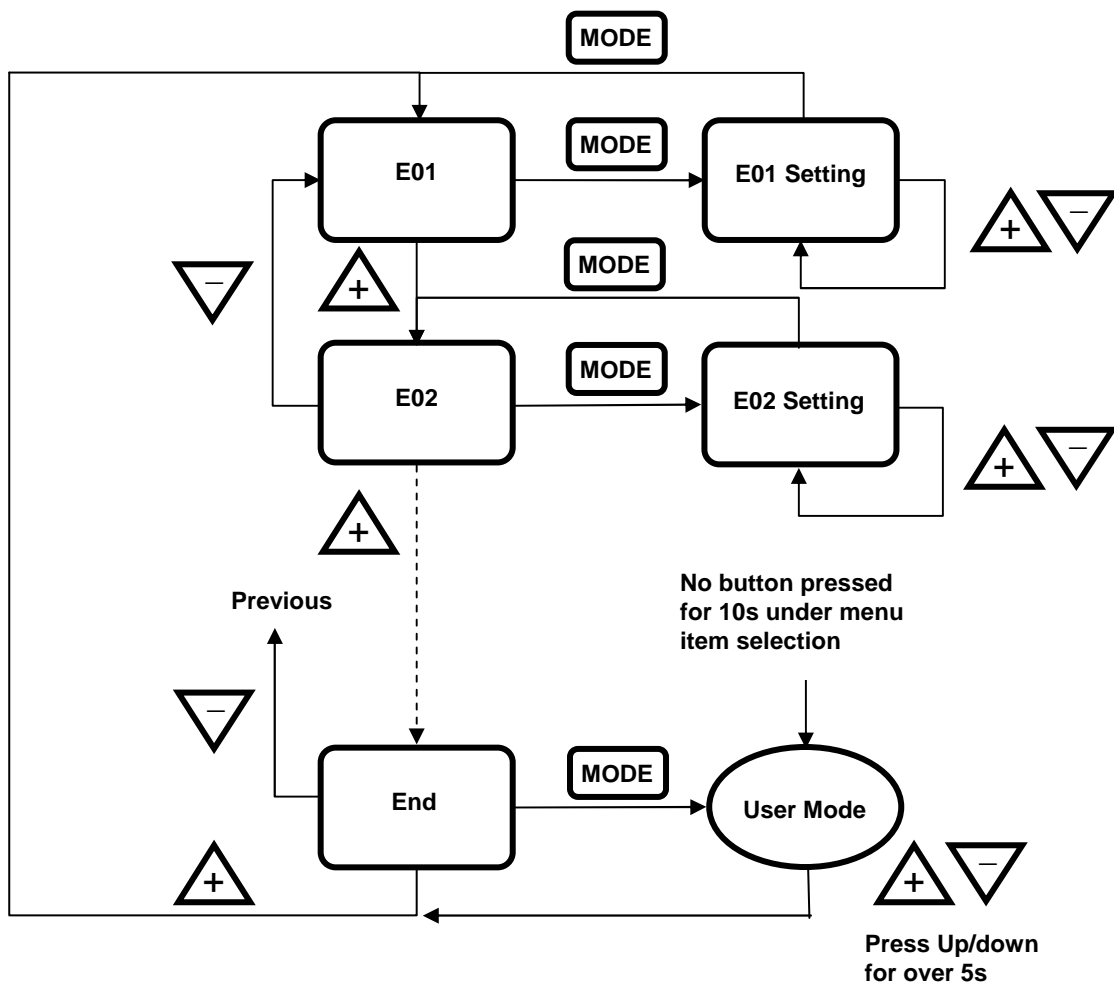 MODE
MODE
E01
E01 Setting
+
−
MODE
−
+
MODE
E02
E02 Setting
+
−
+
No button pressed
for 10s under menu
item selection
Previous
−
MODE
End
User Mode
+
+
−
Press Up/down
for over 5s